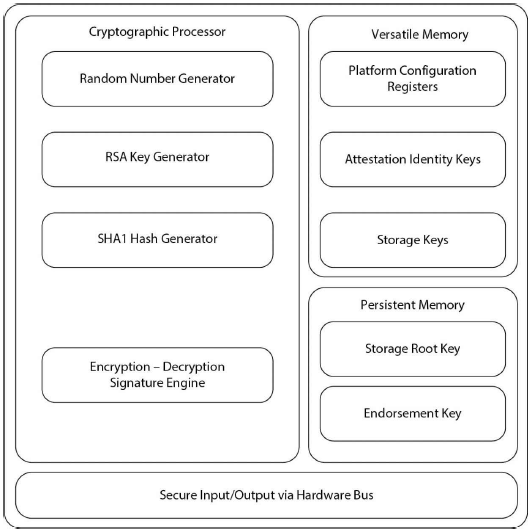 Cryptographic Processor
Random Number Generator
RSA Key Generator
SHA1 Hash Generator
Encryption – Decryption
Signature Engine
Versatile Memory
Platform Configuration
Registers
Attestation Identity Keys
Storage Keys
Persistent Memory
Storage Root Key
Endorsement Key
Secure Input/Output via Hardware Bus